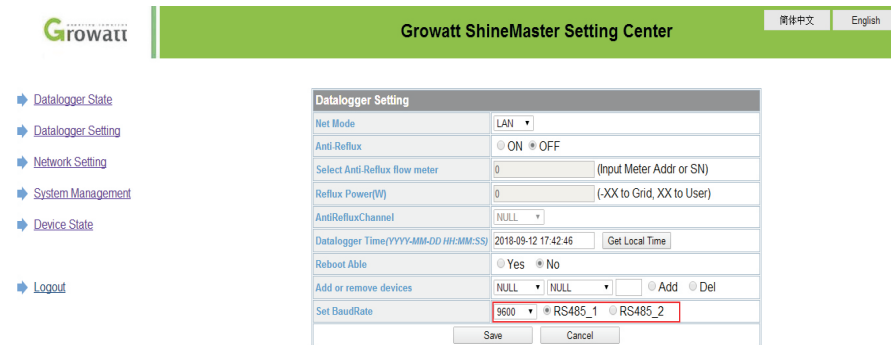 Growatt
Growatt ShineMaster Setting Center
简体中文
English
Datalogger State
Datalogger Setting
Network Setting
System Management
Device State
Logout
Datalogger Setting
Net Mode LAN
Anti-Reflux ON OFF
Select Anti-Reflux flow meter 0 (Input Meter Addr or SN)
Reflux Power(W) 0 (-XX to Grid, XX to User)
AntiRefluxChannel NULL
Datalogger Time(YYYY-MM-DD HH:MM:SS) 2018-09-12 17:42:46 Get Local Time
Reboot Able Yes No
Add or remove devices NULL NULL Add Del
Set BaudRate 9600 RS485_1 RS485_2
Save Cancel